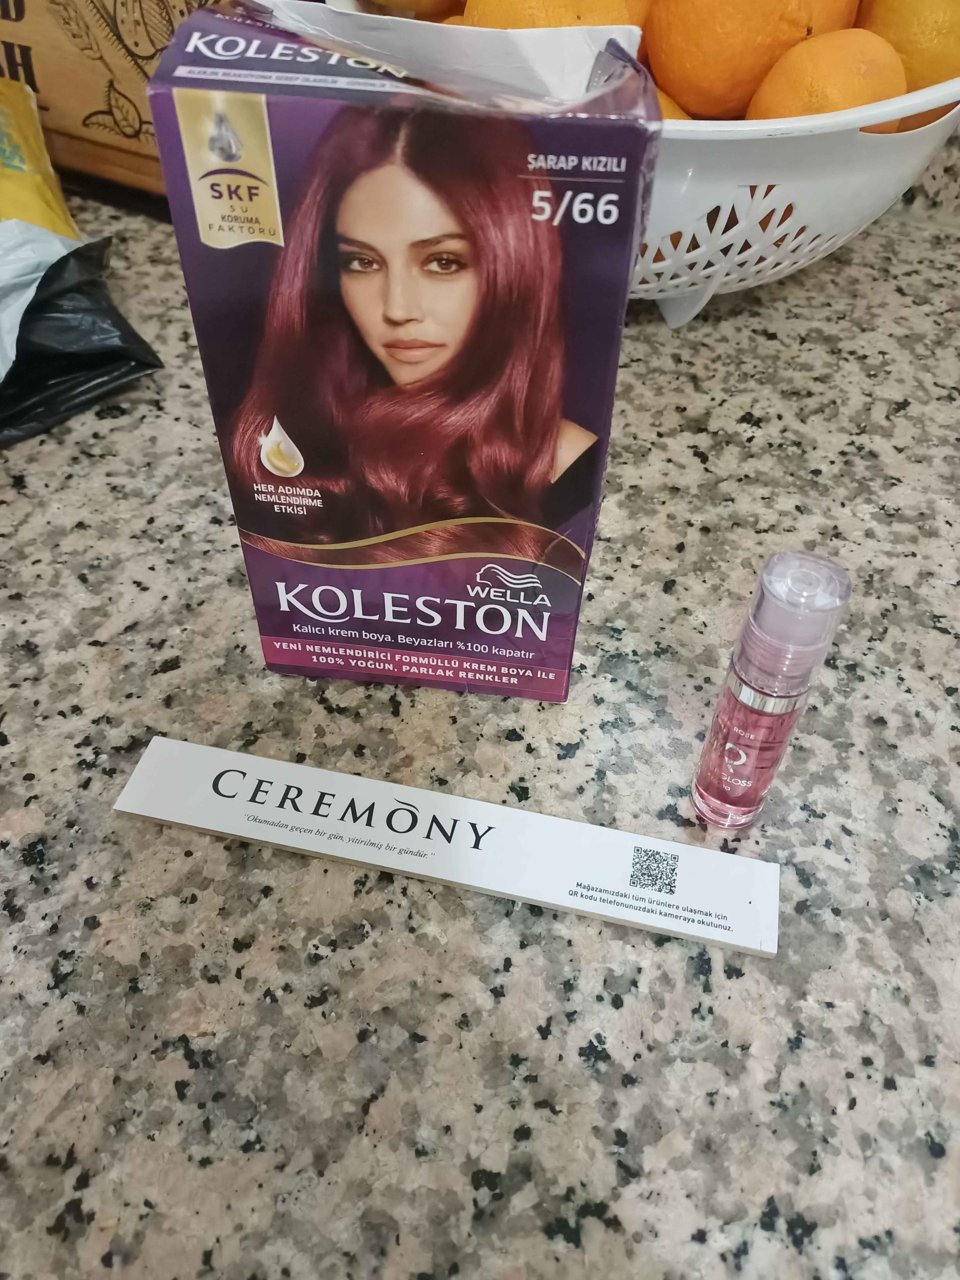 KOLESTON
ŞARAP KIZILI
5/66
SKF
SU
KORUMA
FAKTÖRÜ
HER ADIMDA
NEMLENDİRME
ETKİSİ
WELLA
KOLESTON
Kalıcı krem boya. Beyazları %100 kapatır
YENİ NEMLENDİRİCİ FORMÜLLÜ KREM BOYA İLE
100% YOĞUN, PARLAK RENKLER
ROSE
GLOSS
CEREMONY
"Okumadan geçen bir gün, yitirilmiş bir gündür."
Mağazamızdaki tüm ürünlere ulaşmak için
QR kodu telefonunuzdaki kameraya okutunuz.